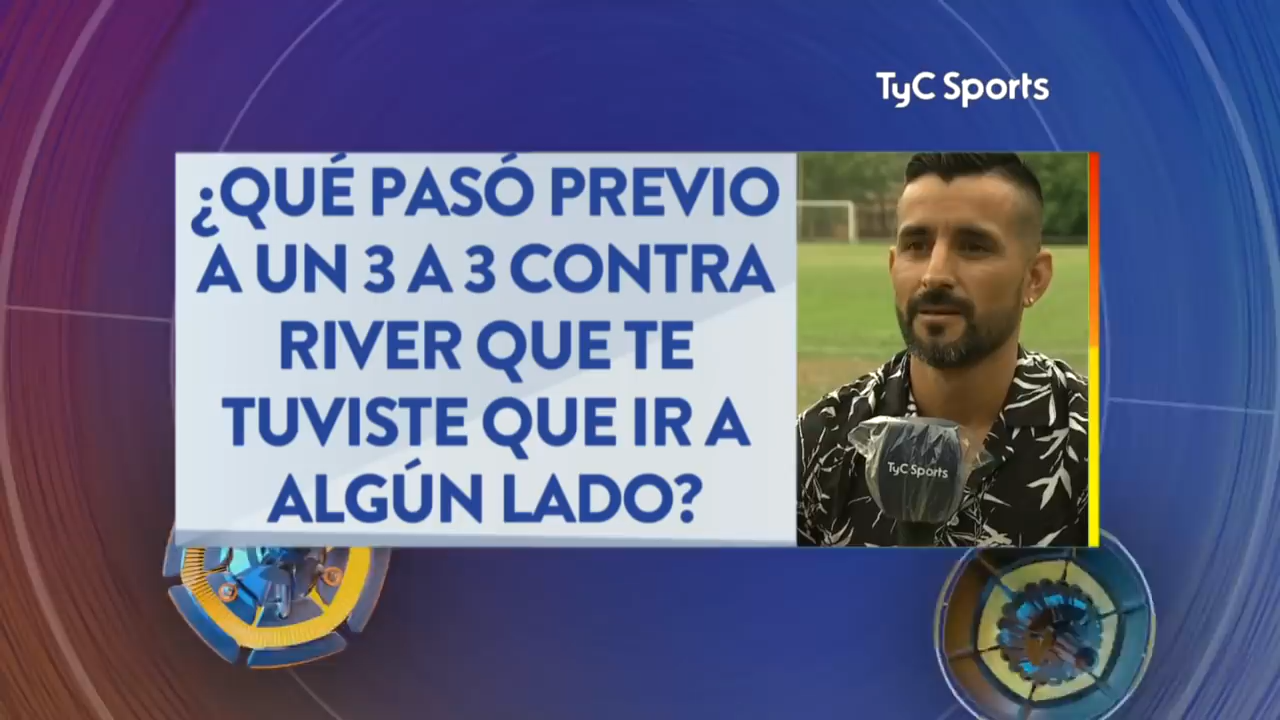 TyC Sports
¿QUÉ PASÓ PREVIO
A UN 3 A 3 CONTRA
RIVER QUE TE
TUVISTE QUE IR A
ALGÚN LADO?
TyC Sports